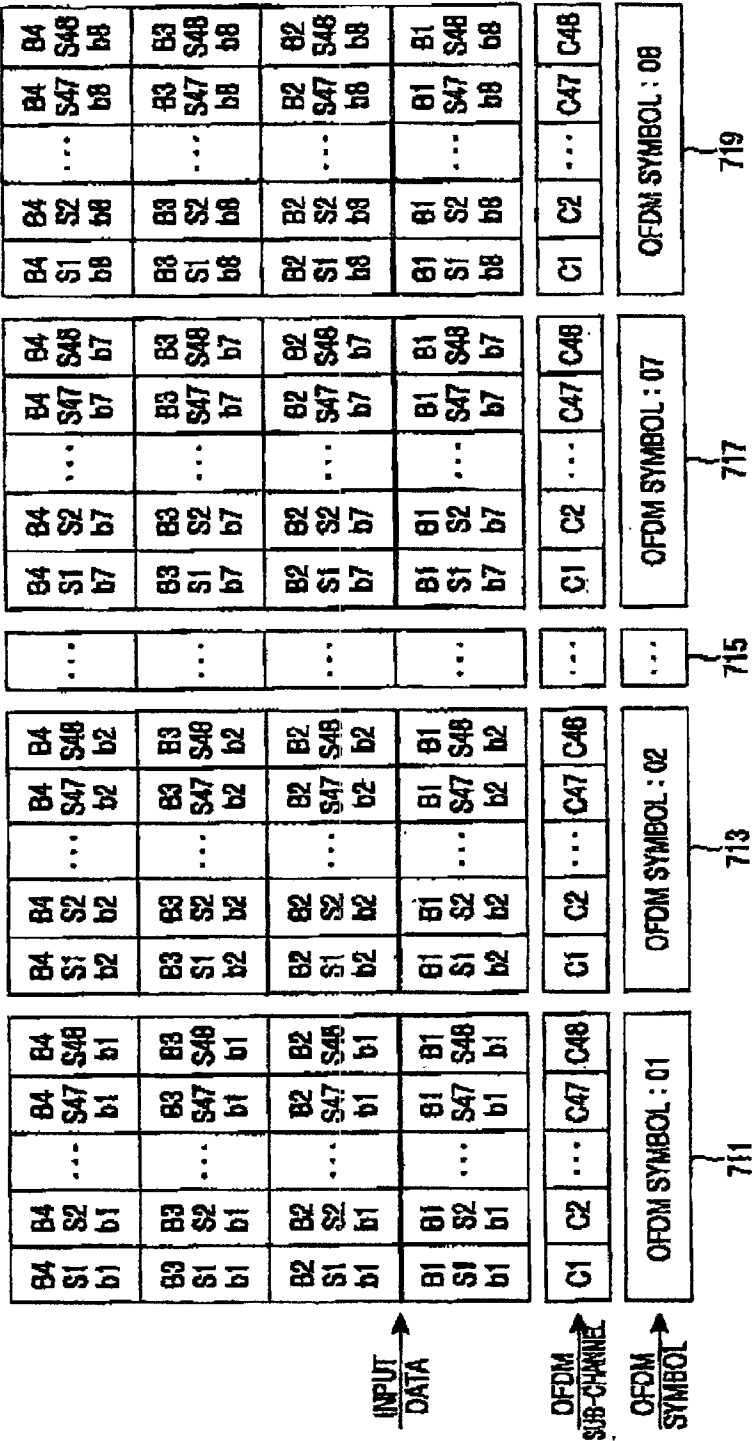 B4 B4 ... B4 B4 B4 B4 ... B4 B4 ... B4 B4 ... B4 B4 B4 B4 ... B4 B4
S1 S2 S47 S48 S1 S2 S47 S48 S1 S2 S47 S48 S1 S2 S47 S48
b1 b1 b1 b1 b2 b2 b2 b2 b7 b7 b7 b7 b8 b8 b8 b8
B3 B3 ... B3 B3 B3 B3 ... B3 B3 ... B3 B3 ... B3 B3 B3 B3 ... B3 B3
S1 S2 S47 S48 S1 S2 S47 S48 S1 S2 S47 S48 S1 S2 S47 S48
b1 b1 b1 b1 b2 b2 b2 b2 b7 b7 b7 b7 b8 b8 b8 b8
B2 B2 ... B2 B2 B2 B2 ... B2 B2 ... B2 B2 ... B2 B2 B2 B2 ... B2 B2
S1 S2 S47 S48 S1 S2 S47 S48 S1 S2 S47 S48 S1 S2 S47 S48
b1 b1 b1 b1 b2 b2 b2 b2 b7 b7 b7 b7 b8 b8 b8 b8
INPUT
DATA
B1 B1 ... B1 B1 B1 B1 ... B1 B1 ... B1 B1 ... B1 B1 B1 B1 ... B1 B1
S1 S2 S47 S48 S1 S2 S47 S48 S1 S2 S47 S48 S1 S2 S47 S48
b1 b1 b1 b1 b2 b2 b2 b2 b7 b7 b7 b7 b8 b8 b8 b8
OFDM
SUB-CHANNEL
C1 C2 ... C47 C48 C1 C2 ... C47 C48 ... C1 C2 ... C47 C48 C1 C2 ... C47 C48
OFDM
SYMBOL
OFDM SYMBOL : 01 OFDM SYMBOL : 02 ... OFDM SYMBOL : 07 OFDM SYMBOL : 08
711 713 715 717 719